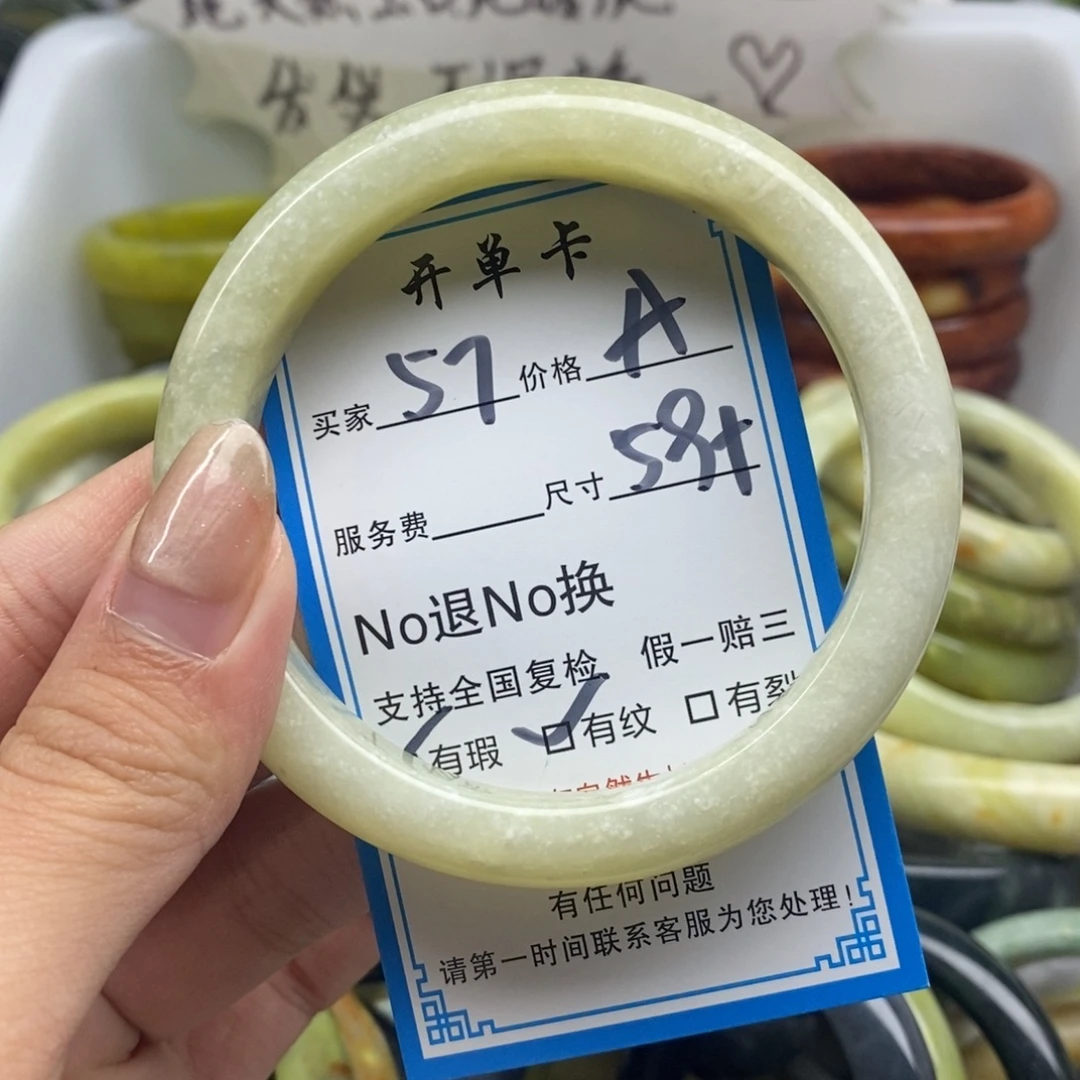 开单卡
买家 57 价格 A
服务费 尺寸 59+
No退No换
支持全国复检 假一赔三
有瑕 ☑有纹 □有裂
有任何问题
请第一时间联系客服为您处理!